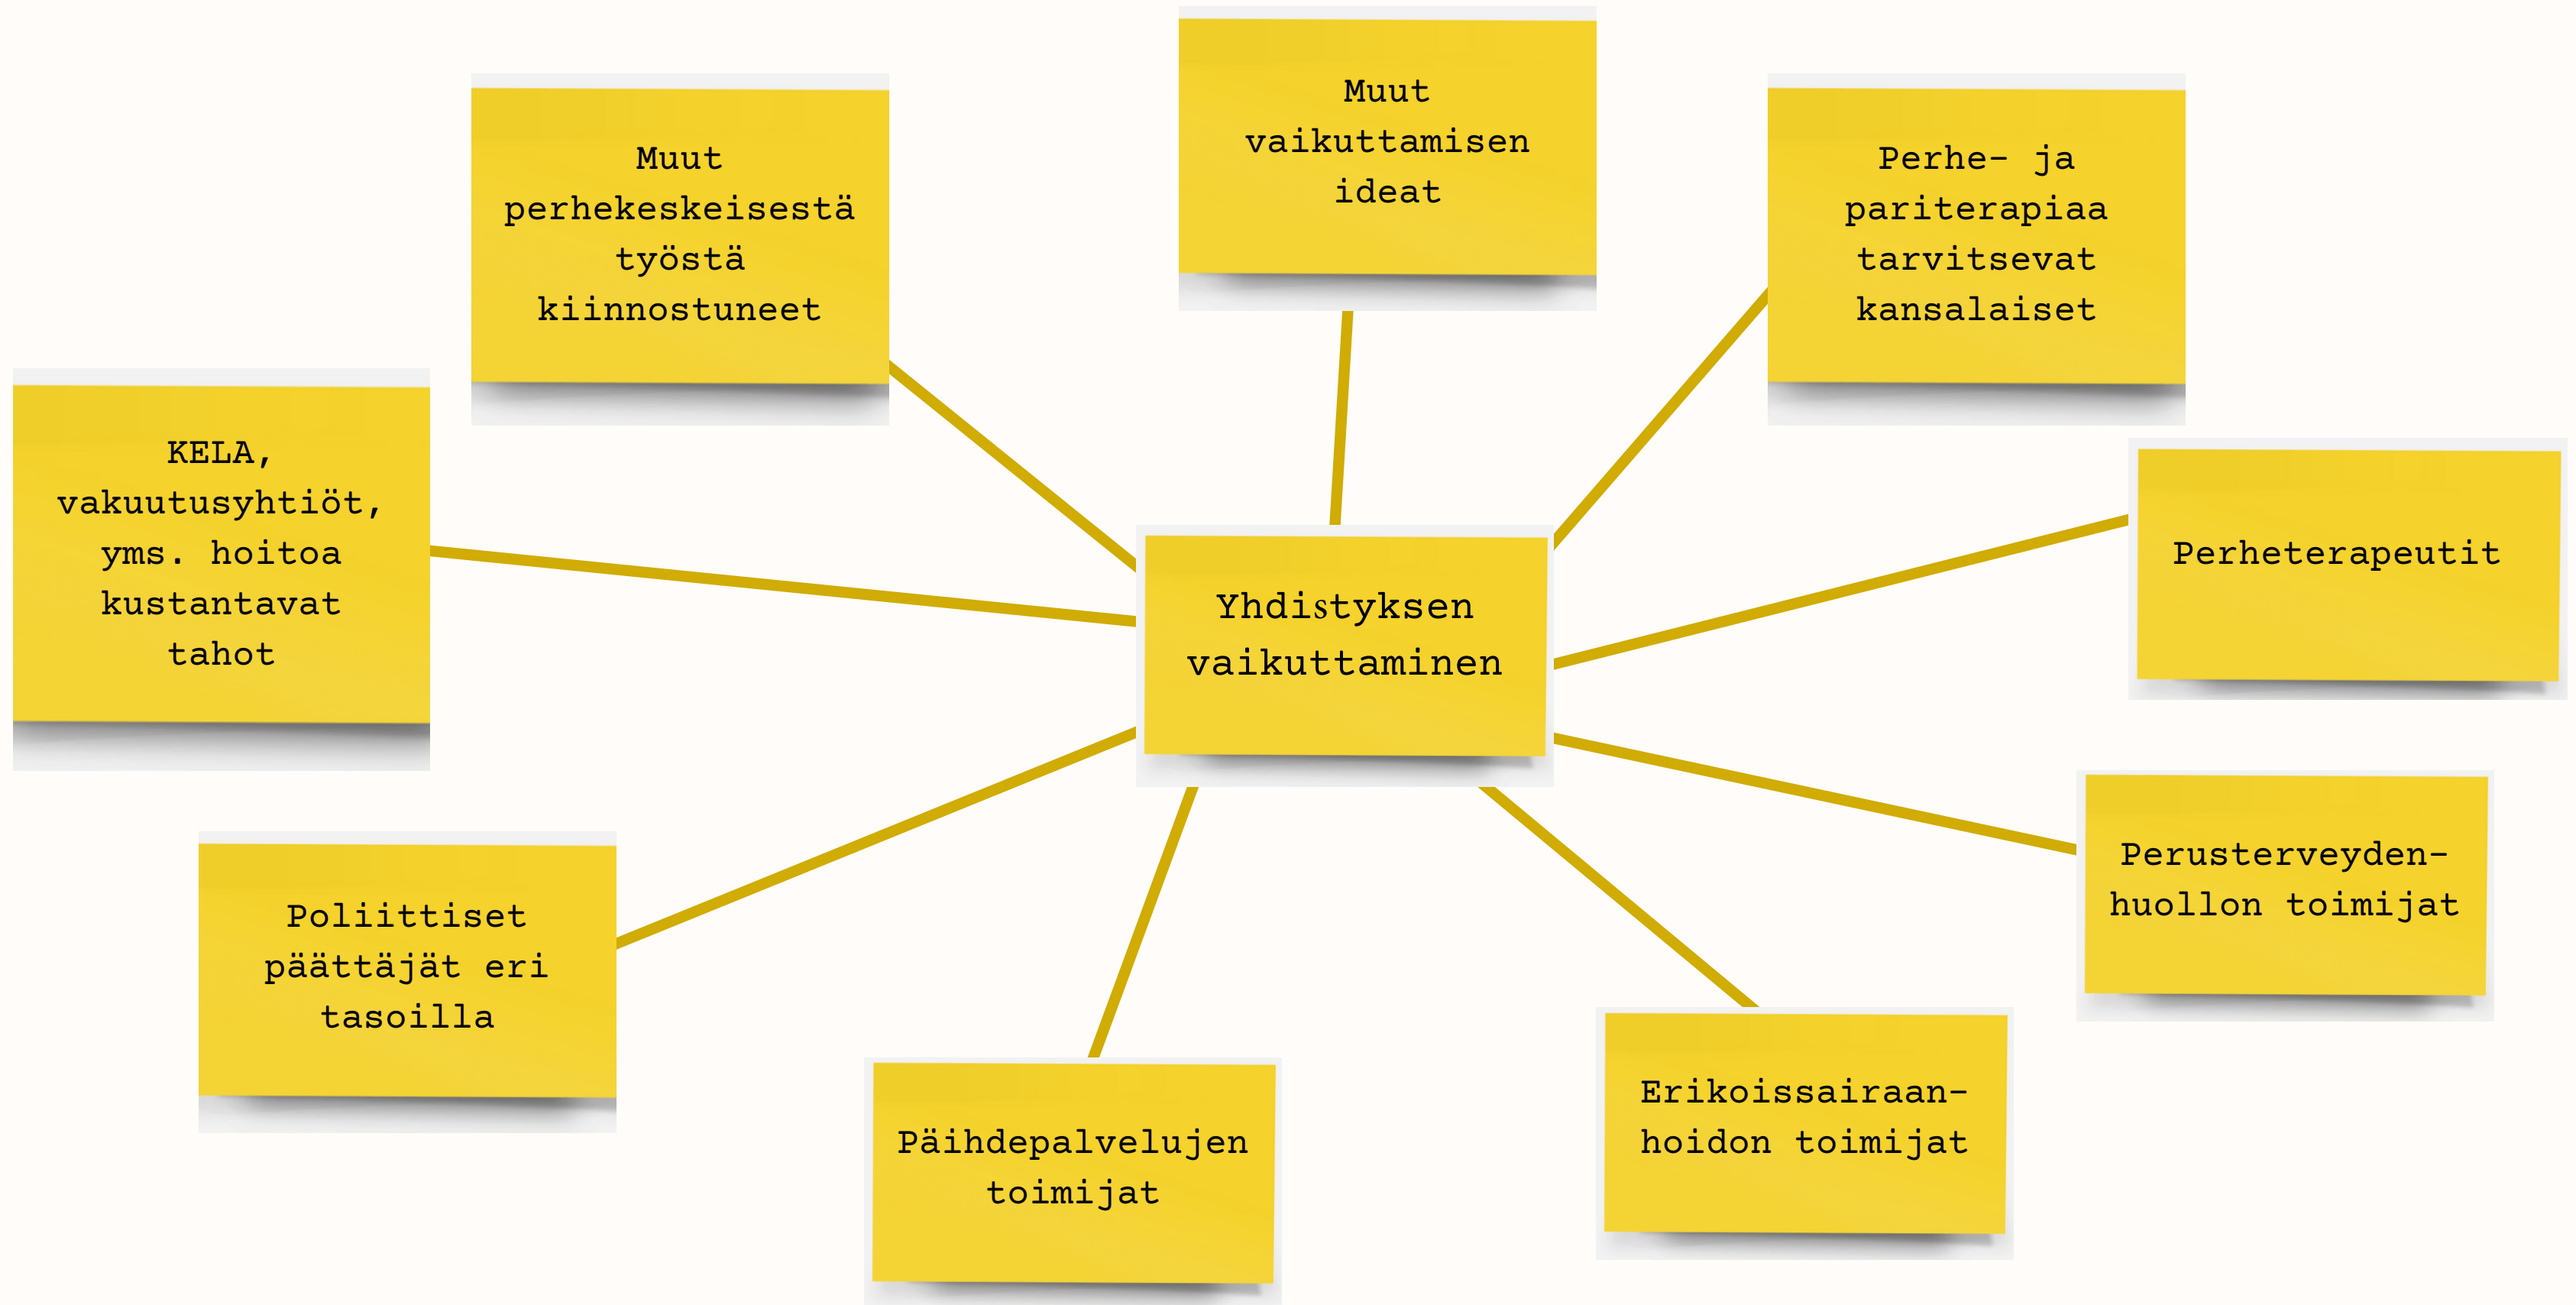 Muut
vaikuttamisen
ideat
Muut
perhekeskeisestä
työstä
kiinnostuneet
Perhe- ja
pariterapiaa
tarvitsevat
kansalaiset
KELA,
vakuutusyhtiöt,
yms. hoitoa
kustantavat
tahot
Perheterapeutit
Yhdistyksen
vaikuttaminen
Perusterveyden-
huollon toimijat
Poliittiset
päättäjät eri
tasoilla
Erikoissairaan-
hoidon toimijat
Päihdepalvelujen
toimijat